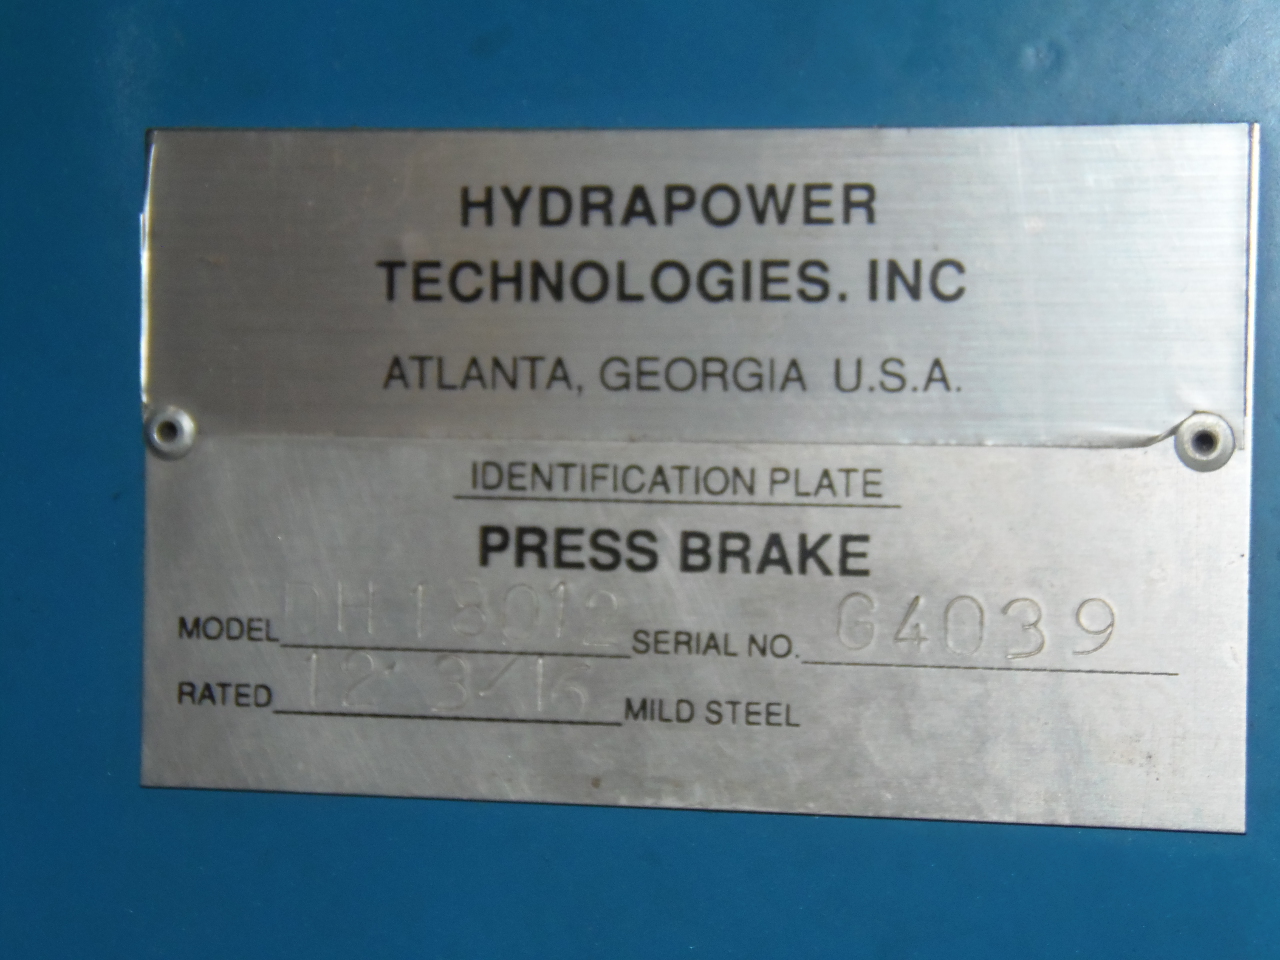 HYDRAPOWER
TECHNOLOGIES. INC
ATLANTA, GEORGIA U.S.A.
IDENTIFICATION PLATE
PRESS BRAKE
MODEL DH 18012 SERIAL NO. G4039
RATED 12' 3/16 MILD STEEL